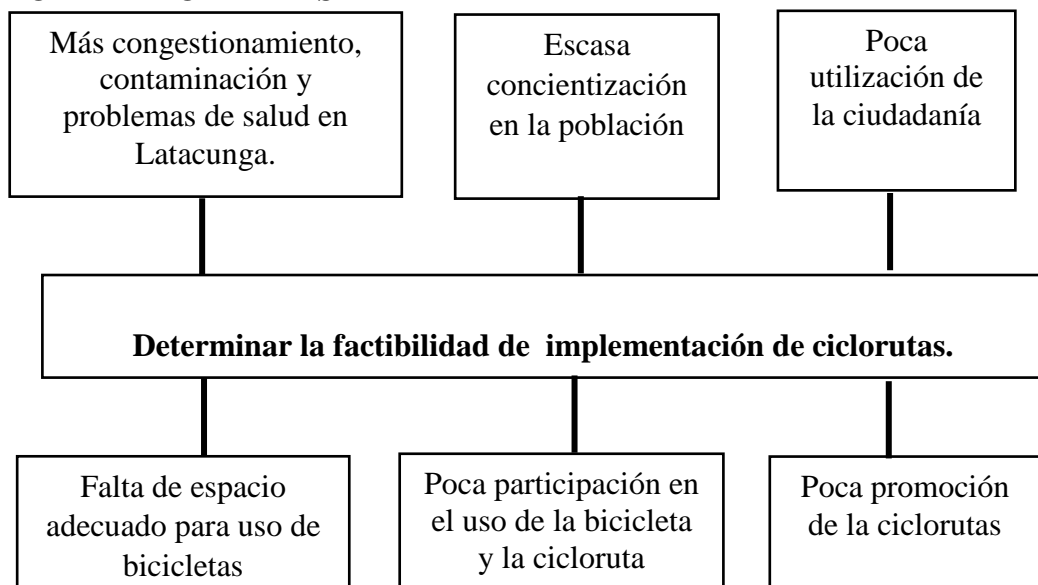 Más congestionamiento,
contaminación y
problemas de salud en
Latacunga.
Escasa
concientización
en la población
Poca
utilización de
la ciudadanía
Determinar la factibilidad de  implementación de ciclorutas.
Falta de espacio
adecuado para uso de
bicicletas
Poca participación en
el uso de la bicicleta
y la cicloruta
Poca promoción
de la ciclorutas